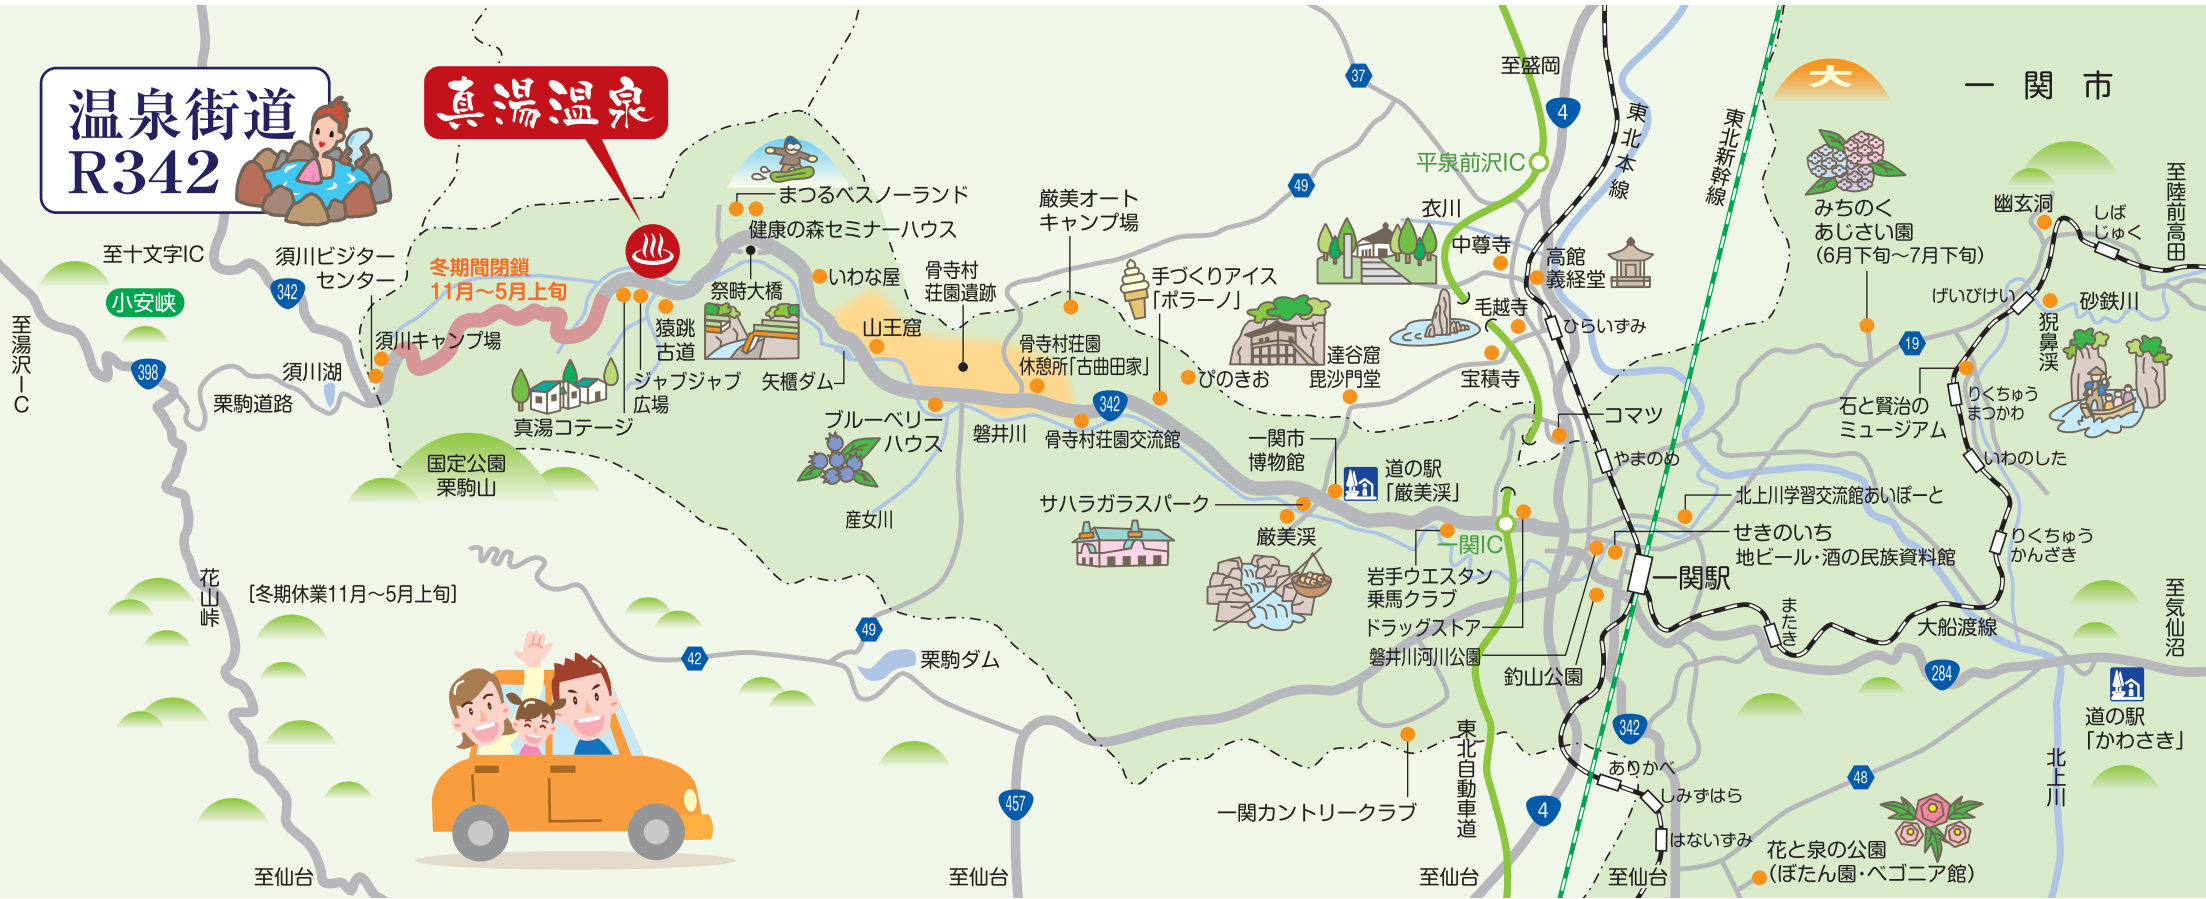 温泉街道
R342
真湯温泉
至十文字IC
小安峡
至湯沢IC
398
342
須川ビジター
センター
冬期間閉鎖
11月〜5月上旬
須川キャンプ場
須川湖
栗駒道路
国定公園
栗駒山
花山峠
[冬期休業11月〜5月上旬]
至仙台
まつるべスノーランド
健康の森セミナーハウス
祭畤大橋
いわな屋
猿跳
古道
ジャブジャブ
広場
真湯コテージ
矢櫃ダム
山王窟
骨寺村
荘園遺跡
ブルーベリー
ハウス
磐井川
産女川
厳美オート
キャンプ場
骨寺村荘園
休憩所「古曲田家」
342
骨寺村荘園交流館
手づくりアイス
「ポラーノ」
ぴのきお
達谷窟
毘沙門堂
一関市
博物館
道の駅
「厳美渓」
サハラガラスパーク
厳美渓
37
49
49
42
栗駒ダム
457
至仙台
至盛岡
4
東北本線
東北新幹線
平泉前沢IC
衣川
中尊寺
高館
義経堂
毛越寺
ひらいずみ
宝積寺
コマツ
やまのめ
一関IC
岩手ウエスタン
乗馬クラブ
ドラッグストア
磐井川河川公園
釣山公園
北上川学習交流館あいぽーと
せきのいち
地ビール・酒の民族資料館
一関駅
342
ありかべ
しみずはら
はないずみ
東北自動車道
一関カントリークラブ
4
至仙台
至仙台
大
一関市
みちのく
あじさい園
(6月下旬〜7月下旬)
幽玄洞
しば
じゅく
至陸前高田
げいびけい
砂鉄川
猊鼻渓
19
石と賢治の
ミュージアム
りくちゅう
まつかわ
いわのした
りくちゅう
かんざき
またき
大船渡線
至気仙沼
284
道の駅
「かわさき」
北上川
48
花と泉の公園
(ぼたん園・ベゴニア館)